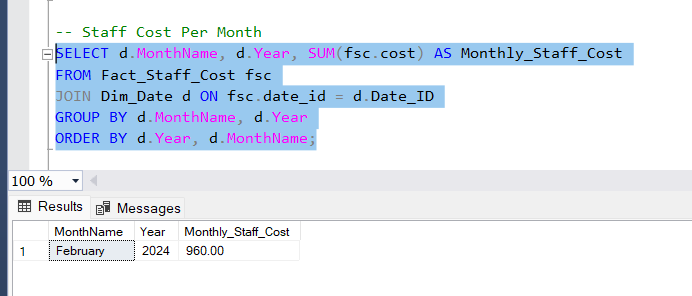 -- Staff Cost Per Month
SELECT d.MonthName, d.Year, SUM(fsc.cost) AS Monthly_Staff_Cost
FROM Fact_Staff_Cost fsc
JOIN Dim_Date d ON fsc.date_id = d.Date_ID
GROUP BY d.MonthName, d.Year
ORDER BY d.Year, d.MonthName;
100 %
Results Messages
MonthName Year Monthly_Staff_Cost
1 February 2024 960.00